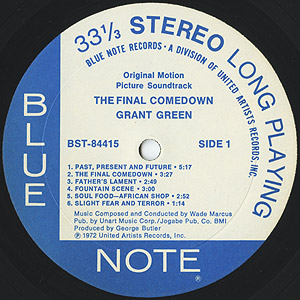 33 1/3 STEREO LONG PLAYING
BLUE NOTE RECORDS • A DIVISION OF UNITED ARTISTS RECORDS, INC.
Original Motion
Picture Soundtrack
THE FINAL COMEDOWN
GRANT GREEN
BST-84415 SIDE 1
1. PAST, PRESENT AND FUTURE • 5:17
2. THE FINAL COMEDOWN • 3:27
3. FATHER'S LAMENT • 2:49
4. FOUNTAIN SCENE • 3:00
5. SOUL FOOD—AFRICAN SHOP • 2:52
6. SLIGHT FEAR AND TERROR • 1:14
Music Composed and Conducted by Wade Marcus
Pub. by Unart Music Corp./Jogabe Pub. Co, BMI
Produced by George Butler
℗ 1972 United Artists Records, Inc.
BLUE
NOTE
®